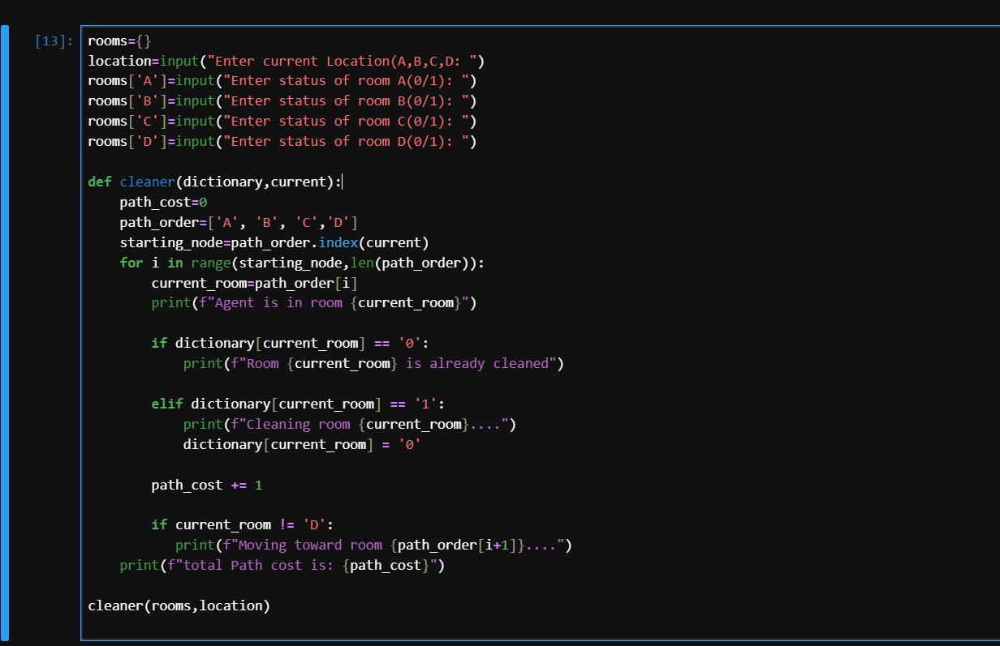 [13]: rooms={}
location=input("Enter current Location(A,B,C,D: ")
rooms['A']=input("Enter status of room A(0/1): ")
rooms['B']=input("Enter status of room B(0/1): ")
rooms['C']=input("Enter status of room C(0/1): ")
rooms['D']=input("Enter status of room D(0/1): ")

def cleaner(dictionary,current):
    path_cost=0
    path_order=['A', 'B', 'C','D']
    starting_node=path_order.index(current)
    for i in range(starting_node,len(path_order)):
        current_room=path_order[i]
        print(f"Agent is in room {current_room}")

        if dictionary[current_room] == '0':
            print(f"Room {current_room} is already cleaned")

        elif dictionary[current_room] == '1':
            print(f"Cleaning room {current_room}....")
            dictionary[current_room] = '0'

        path_cost += 1

        if current_room != 'D':
           print(f"Moving toward room {path_order[i+1]}....")
    print(f"total Path cost is: {path_cost}")

cleaner(rooms,location)